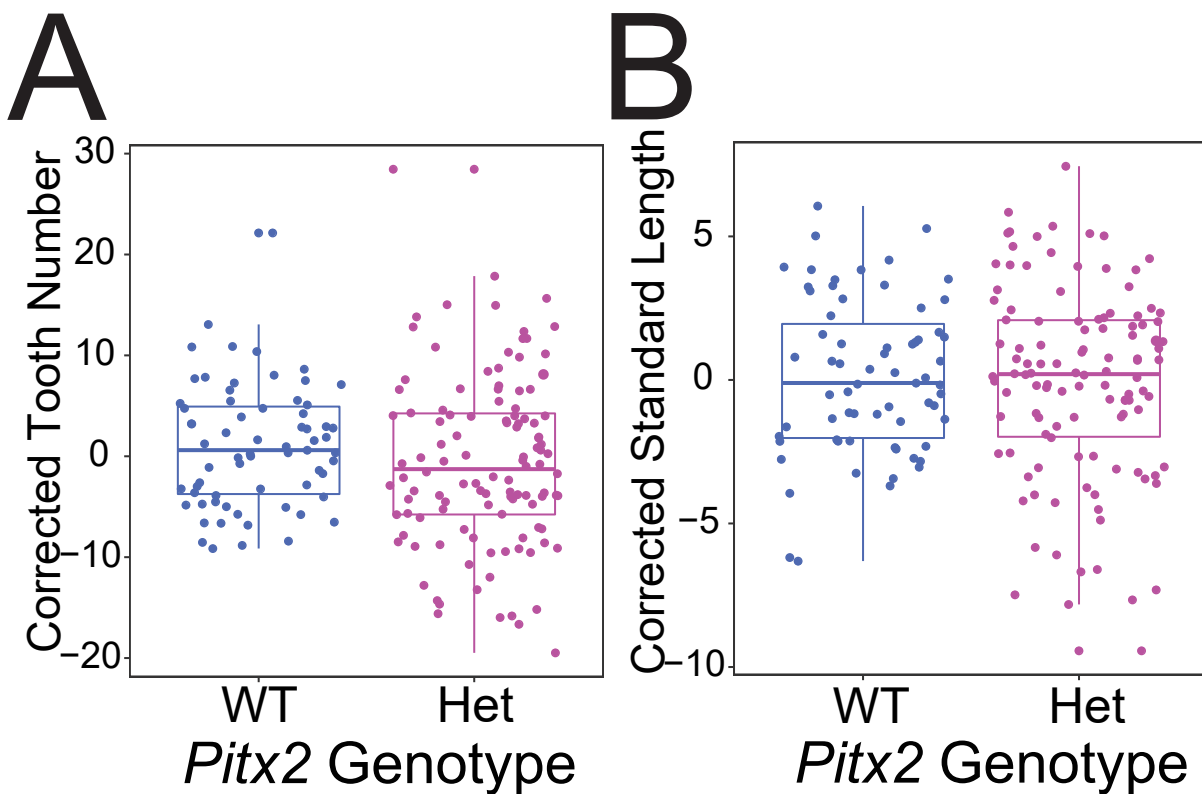 A
Corrected Tooth Number
30
20
10
0
−10
−20
WT Het
Pitx2 Genotype
B
Corrected Standard Length
5
0
−5
−10
WT Het
Pitx2 Genotype